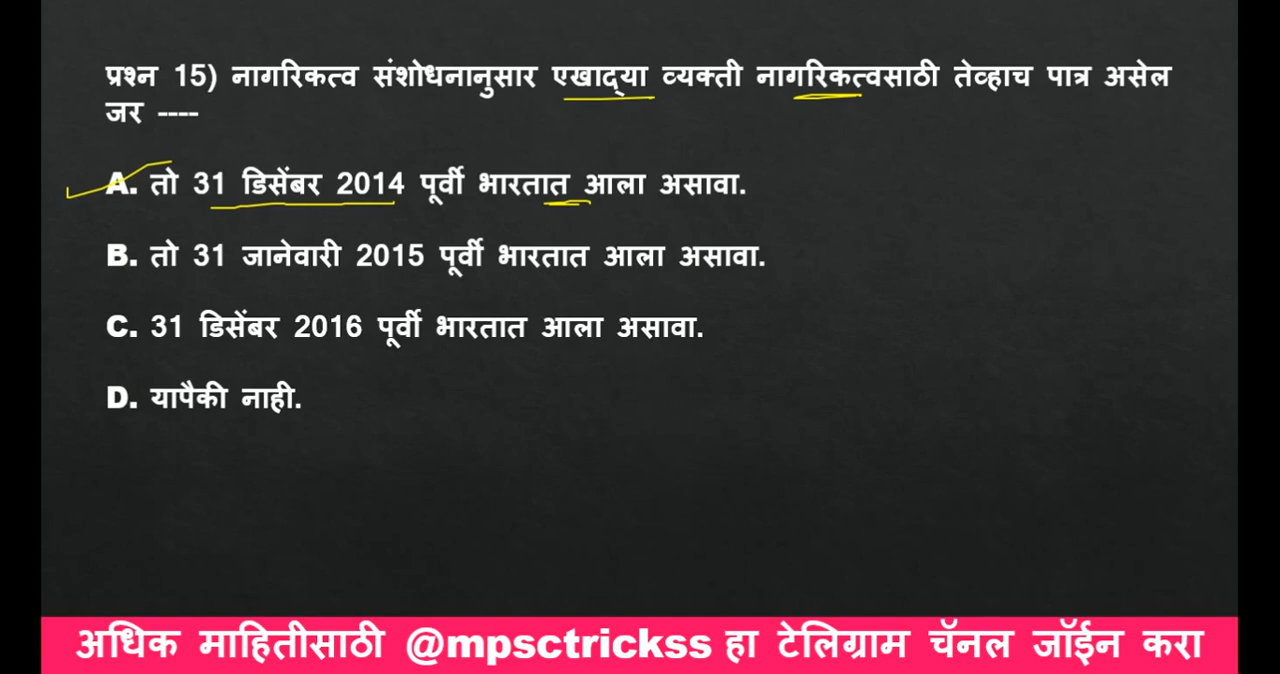 प्रश्न 15) नागरिकत्व संशोधनानुसार एखाद्या व्यक्ती नागरिकत्वसाठी तेव्हाच पात्र असेल
जर ----
A. तो 31 डिसेंबर 2014 पूर्वी भारतात आला असावा.
B. तो 31 जानेवारी 2015 पूर्वी भारतात आला असावा.
C. 31 डिसेंबर 2016 पूर्वी भारतात आला असावा.
D. यापैकी नाही.
अधिक माहितीसाठी @mpsctrickss हा टेलिग्राम चॅनल जॉईन करा